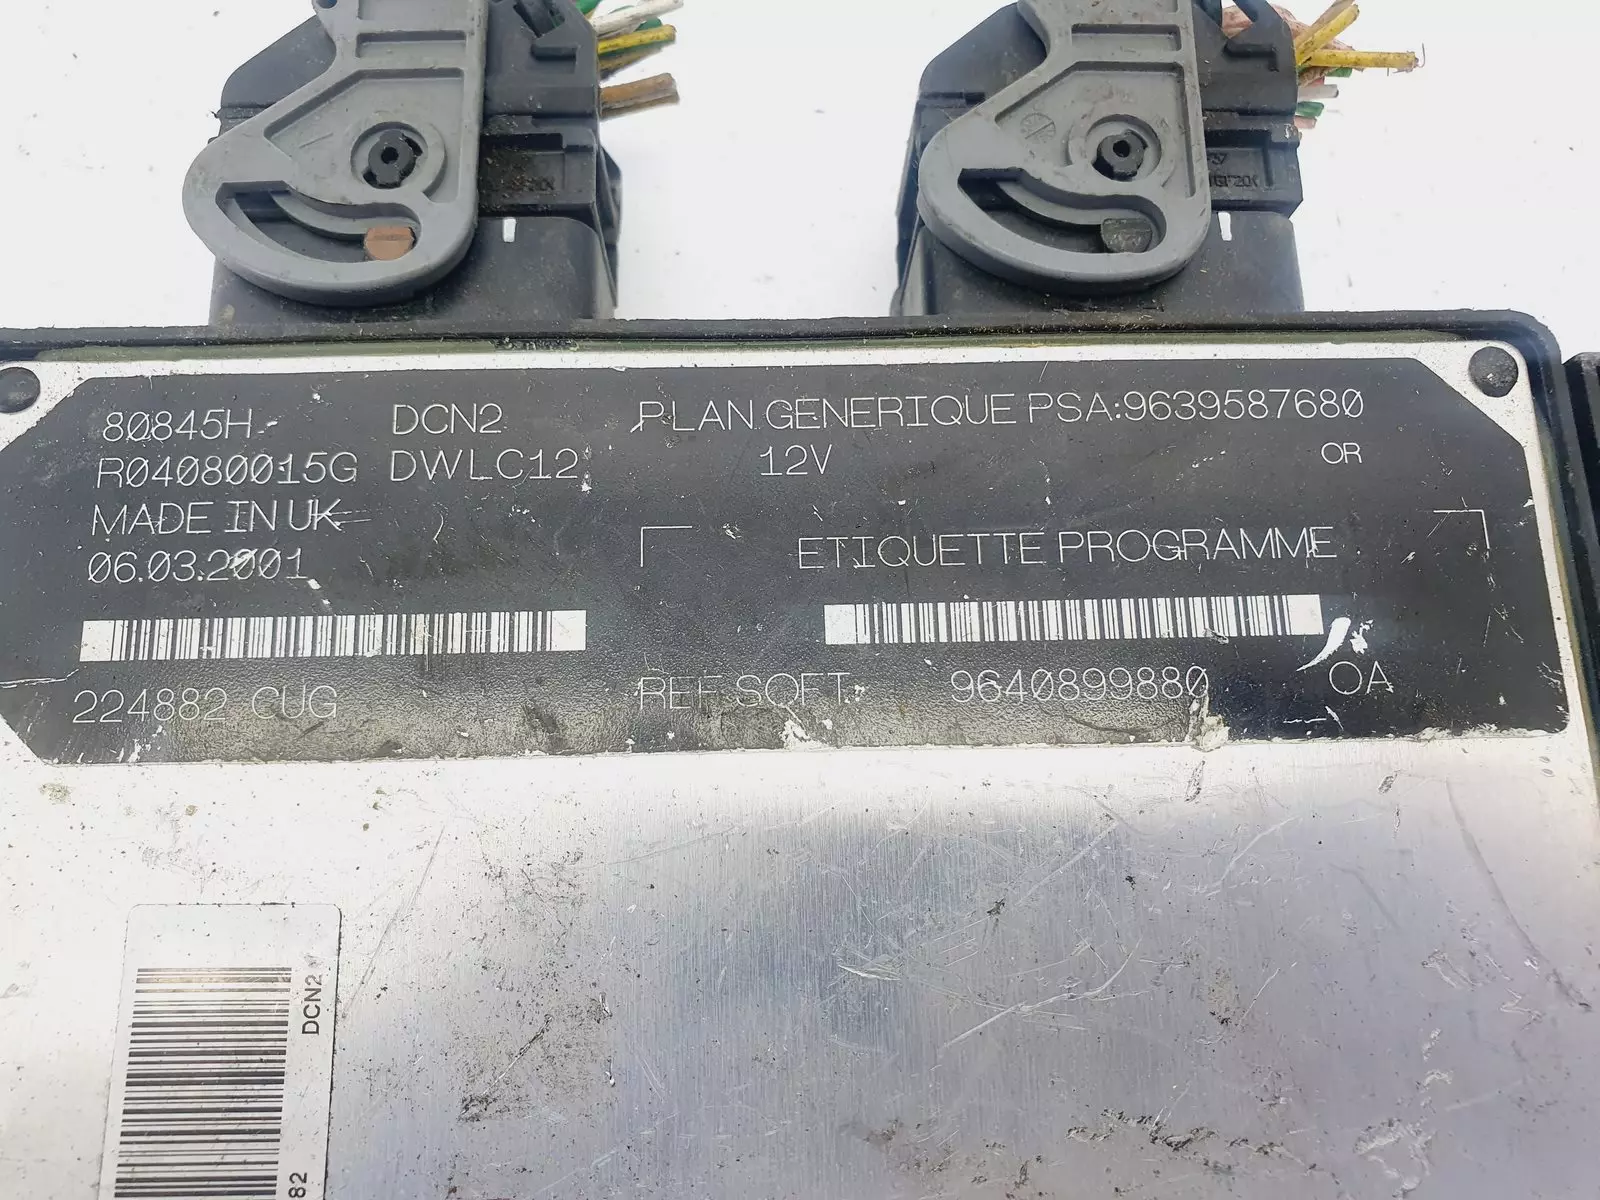 80845H DCN2 PLAN GENERIQUE PSA:9639587680
R04080015G DWLC12 12V OR
MADE IN UK
06.03.2001
ETIQUETTE PROGRAMME
224882 CUG REF SOFT: 9640899880 OA
DCN2
82